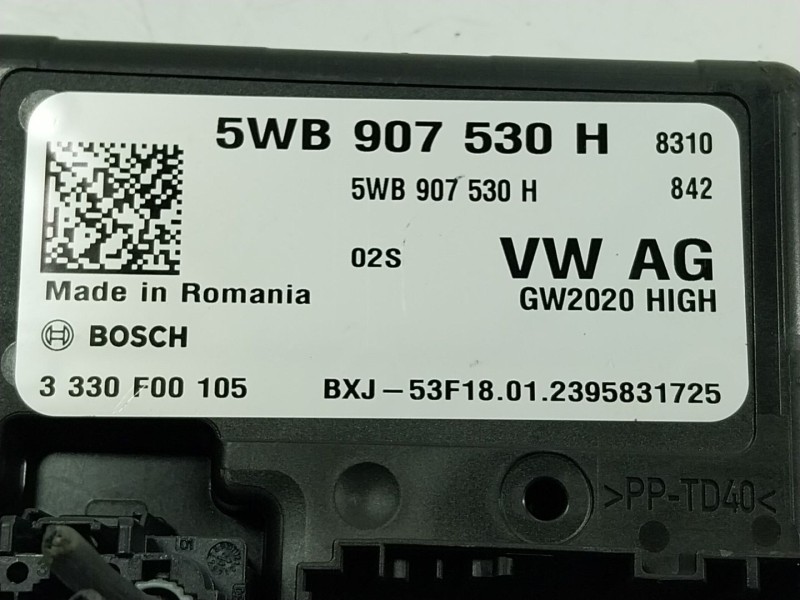 5WB 907 530 H 8310
5WB 907 530 H 842
02S VW AG
Made in Romania GW2020 HIGH
BOSCH
3 330 F00 105 BXJ-53F18.01.2395831725
>PP-TD40<